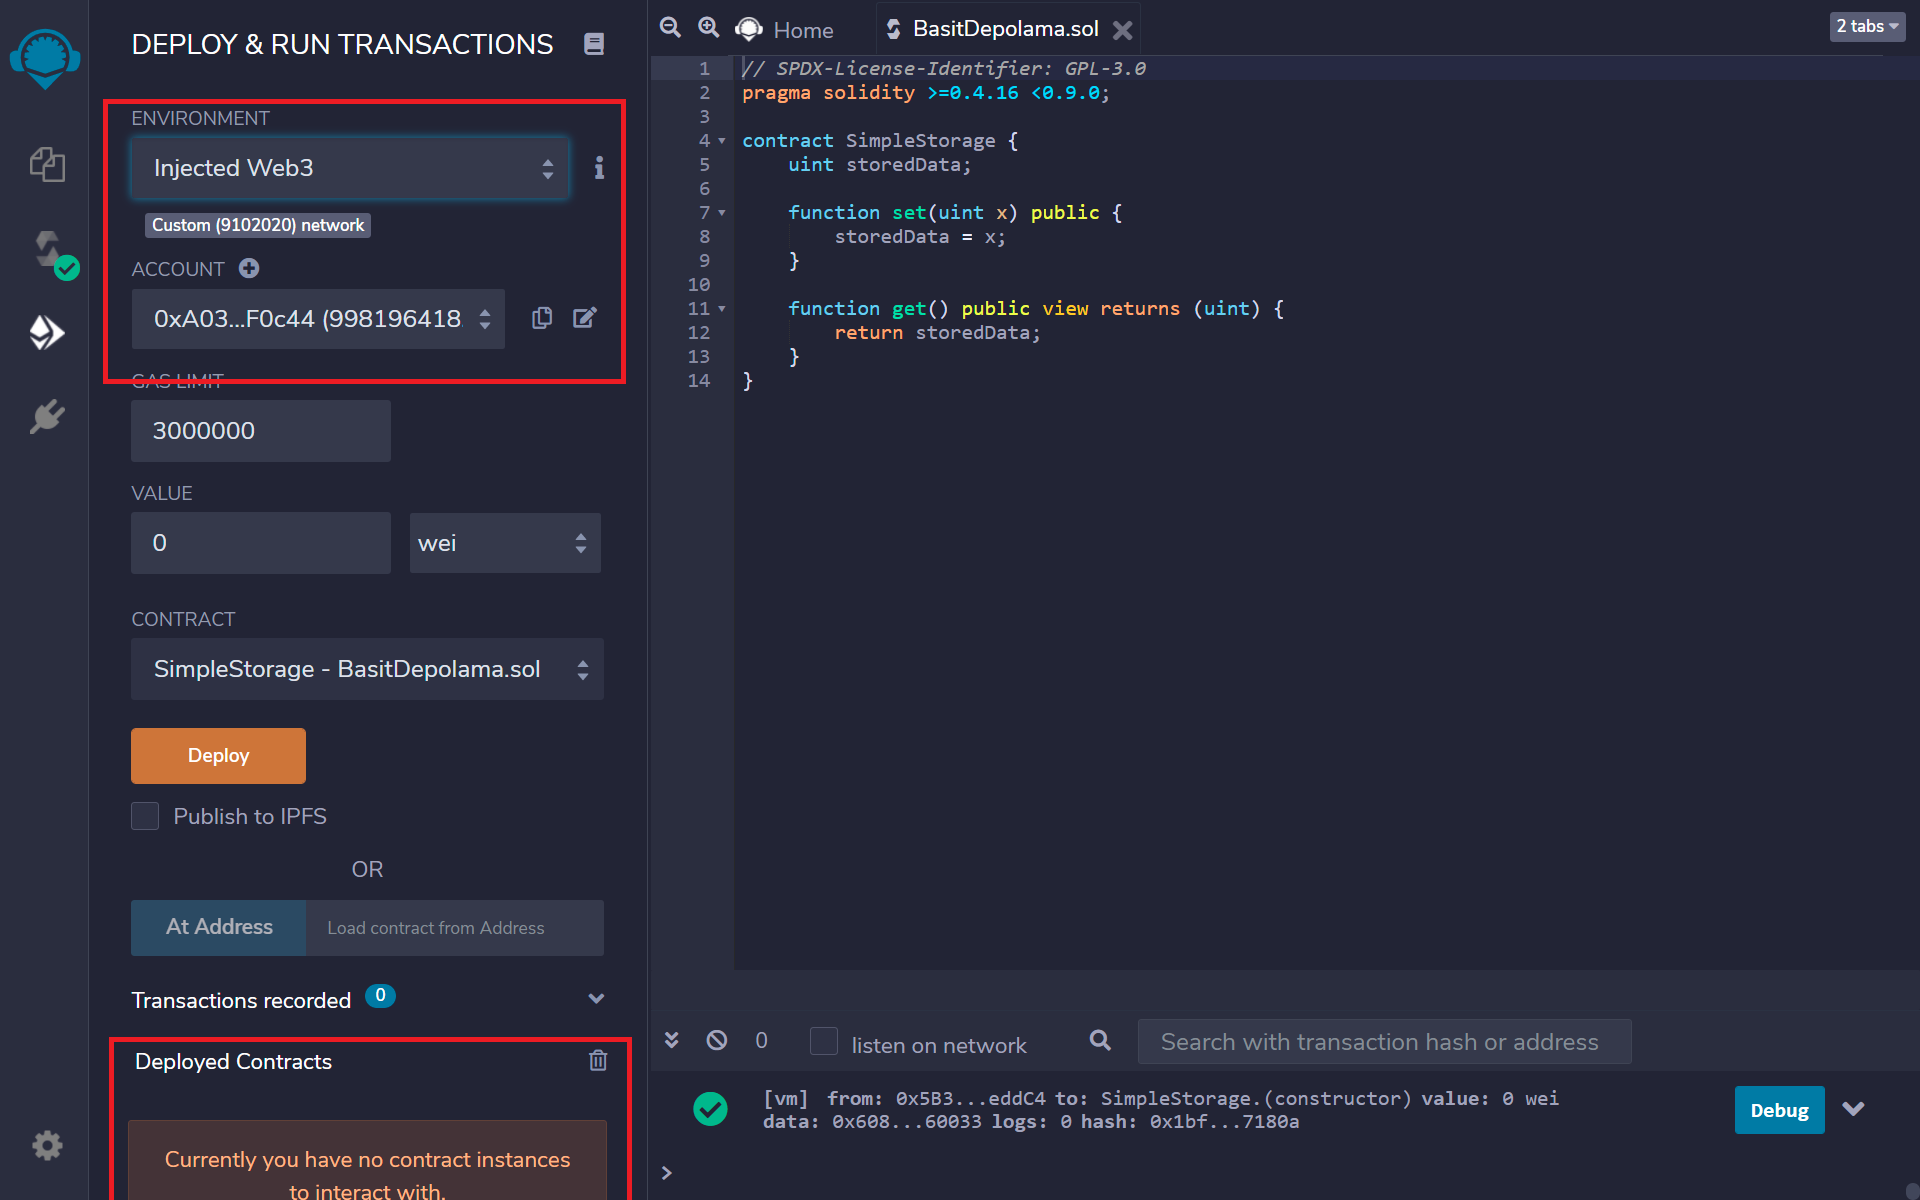 DEPLOY & RUN TRANSACTIONS
ENVIRONMENT
Injected Web3
Custom (9102020) network
ACCOUNT
0xA03...F0c44 (998196418.
GAS LIMIT
3000000
VALUE
0
wei
CONTRACT
SimpleStorage - BasitDepolama.sol
Deploy
Publish to IPFS
OR
At Address
Load contract from Address
Transactions recorded 0
Deployed Contracts
Currently you have no contract instances
to interact with.
Home
BasitDepolama.sol
2 tabs
1 // SPDX-License-Identifier: GPL-3.0
2 pragma solidity >=0.4.16 <0.9.0;
3
4 contract SimpleStorage {
5 uint storedData;
6
7 function set(uint x) public {
8 storedData = x;
9 }
10
11 function get() public view returns (uint) {
12 return storedData;
13 }
14 }
0
listen on network
Search with transaction hash or address
[vm] from: 0x5B3...eddC4 to: SimpleStorage.(constructor) value: 0 wei
data: 0x608...60033 logs: 0 hash: 0x1bf...7180a
Debug
>